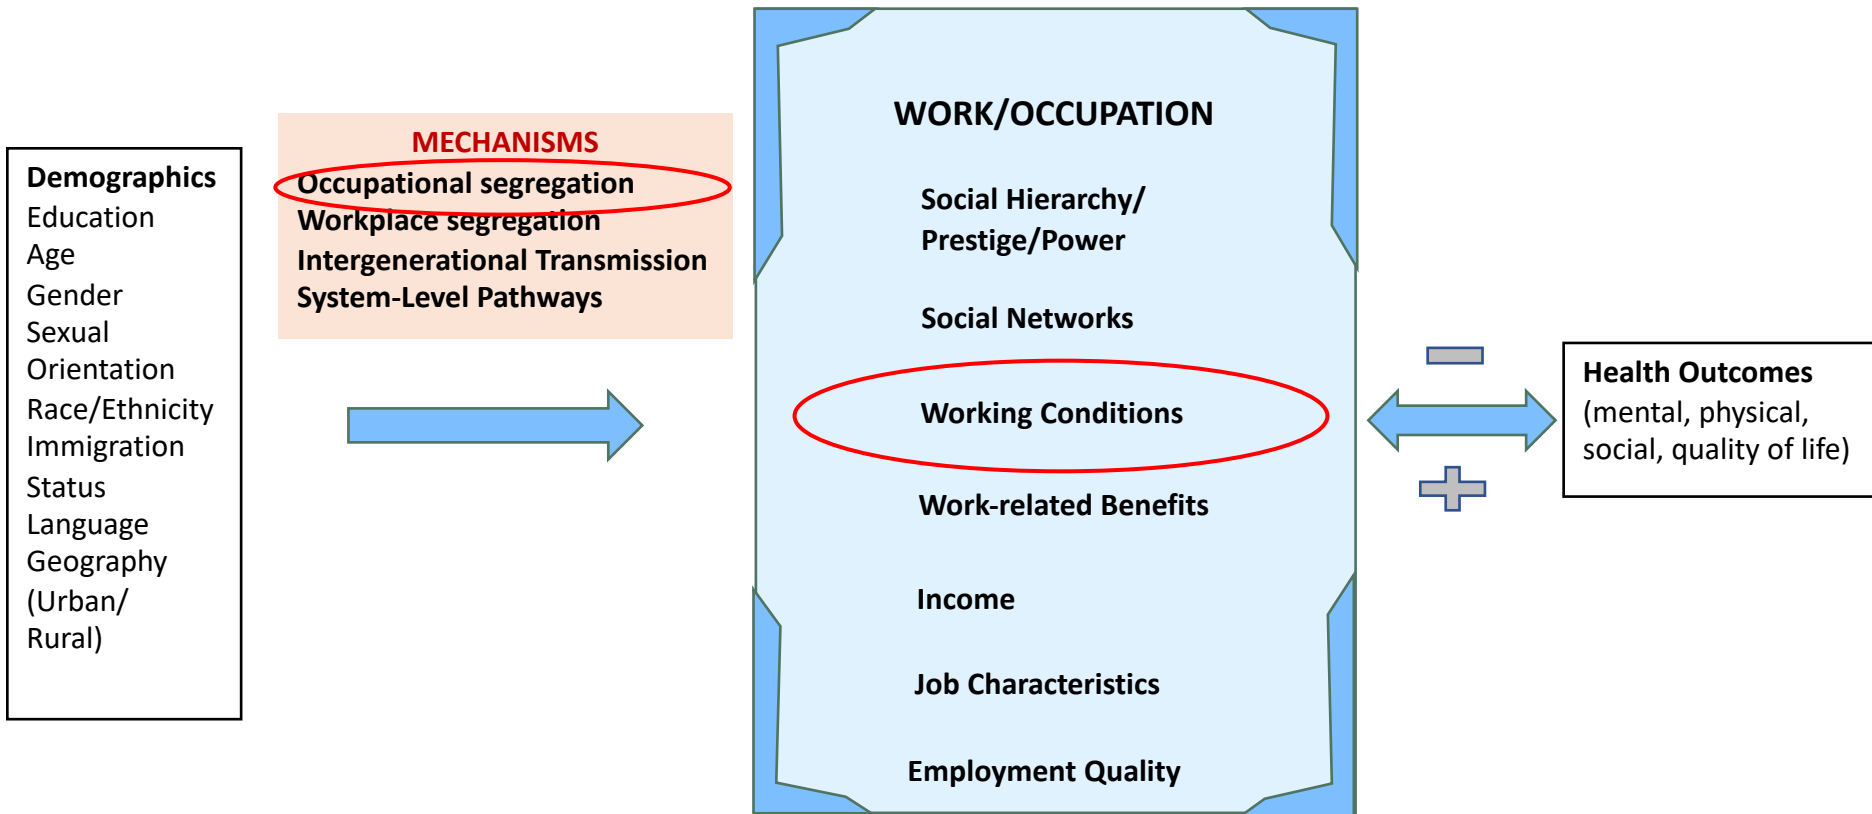 Demographics
Education
Age
Gender
Sexual
Orientation
Race/Ethnicity
Immigration
Status
Language
Geography
(Urban/
Rural)
MECHANISMS
Occupational segregation
Workplace segregation
Intergenerational Transmission
System-Level Pathways
WORK/OCCUPATION
Social Hierarchy/
Prestige/Power
Social Networks
Working Conditions
Work-related Benefits
Income
Job Characteristics
Employment Quality
Health Outcomes
(mental, physical,
social, quality of life)